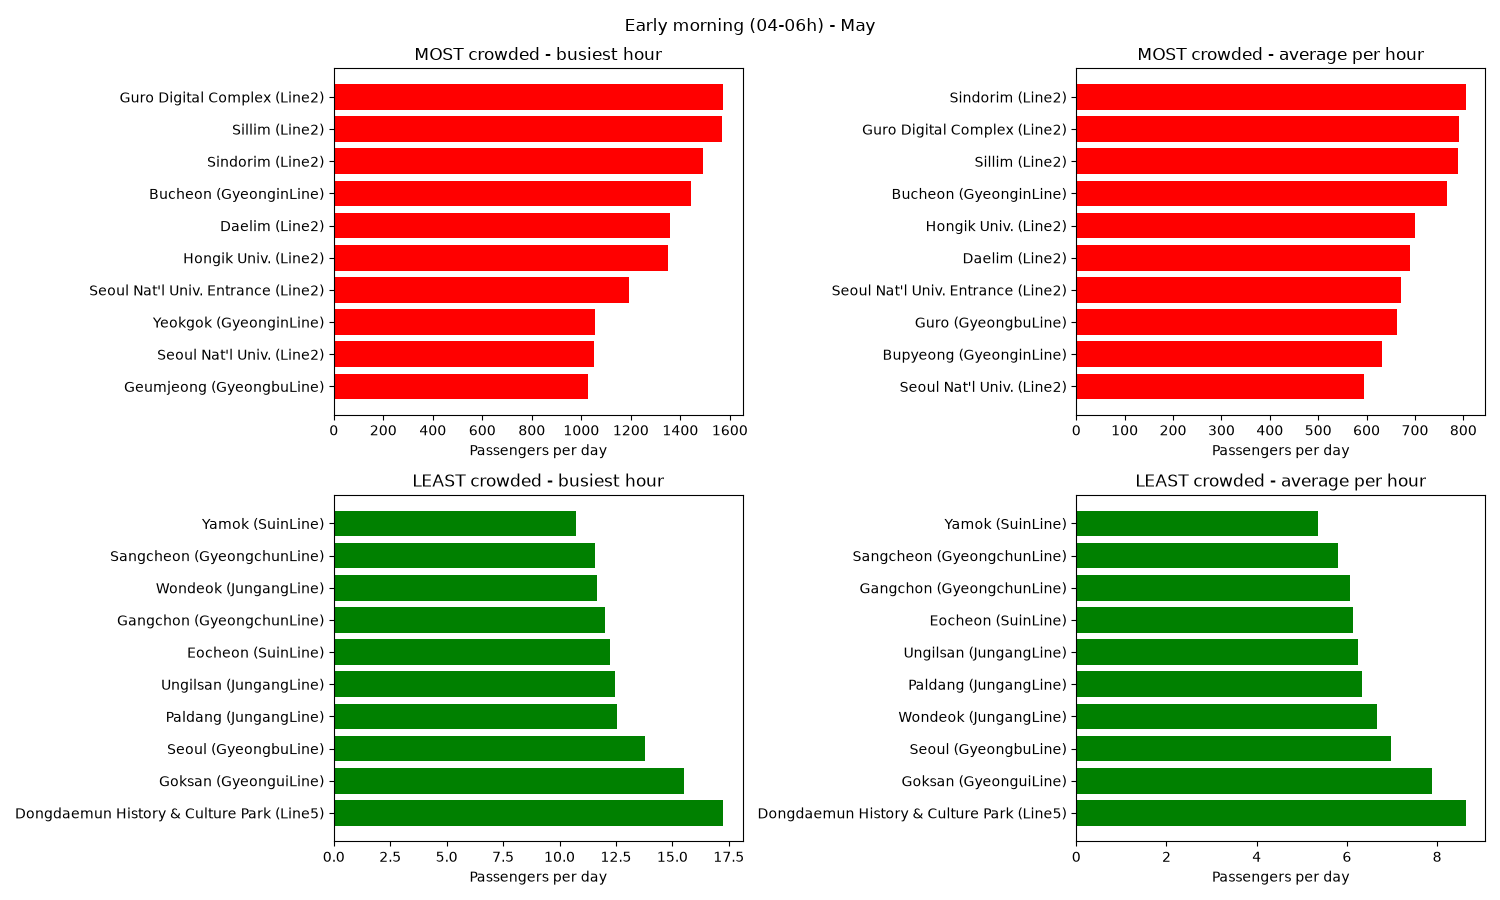 Early morning (04-06h) - May
MOST crowded - busiest hour
Guro Digital Complex (Line2)
Sillim (Line2)
Sindorim (Line2)
Bucheon (GyeonginLine)
Daelim (Line2)
Hongik Univ. (Line2)
Seoul Nat'l Univ. Entrance (Line2)
Yeokgok (GyeonginLine)
Seoul Nat'l Univ. (Line2)
Geumjeong (GyeongbuLine)
0 200 400 600 800 1000 1200 1400 1600
Passengers per day
MOST crowded - average per hour
Sindorim (Line2)
Guro Digital Complex (Line2)
Sillim (Line2)
Bucheon (GyeonginLine)
Hongik Univ. (Line2)
Daelim (Line2)
Seoul Nat'l Univ. Entrance (Line2)
Guro (GyeongbuLine)
Bupyeong (GyeonginLine)
Seoul Nat'l Univ. (Line2)
0 100 200 300 400 500 600 700 800
Passengers per day
LEAST crowded - busiest hour
Yamok (SuinLine)
Sangcheon (GyeongchunLine)
Wondeok (JungangLine)
Gangchon (GyeongchunLine)
Eocheon (SuinLine)
Ungilsan (JungangLine)
Paldang (JungangLine)
Seoul (GyeongbuLine)
Goksan (GyeonguiLine)
Dongdaemun History & Culture Park (Line5)
0.0 2.5 5.0 7.5 10.0 12.5 15.0 17.5
Passengers per day
LEAST crowded - average per hour
Yamok (SuinLine)
Sangcheon (GyeongchunLine)
Gangchon (GyeongchunLine)
Eocheon (SuinLine)
Ungilsan (JungangLine)
Paldang (JungangLine)
Wondeok (JungangLine)
Seoul (GyeongbuLine)
Goksan (GyeonguiLine)
Dongdaemun History & Culture Park (Line5)
0 2 4 6 8
Passengers per day